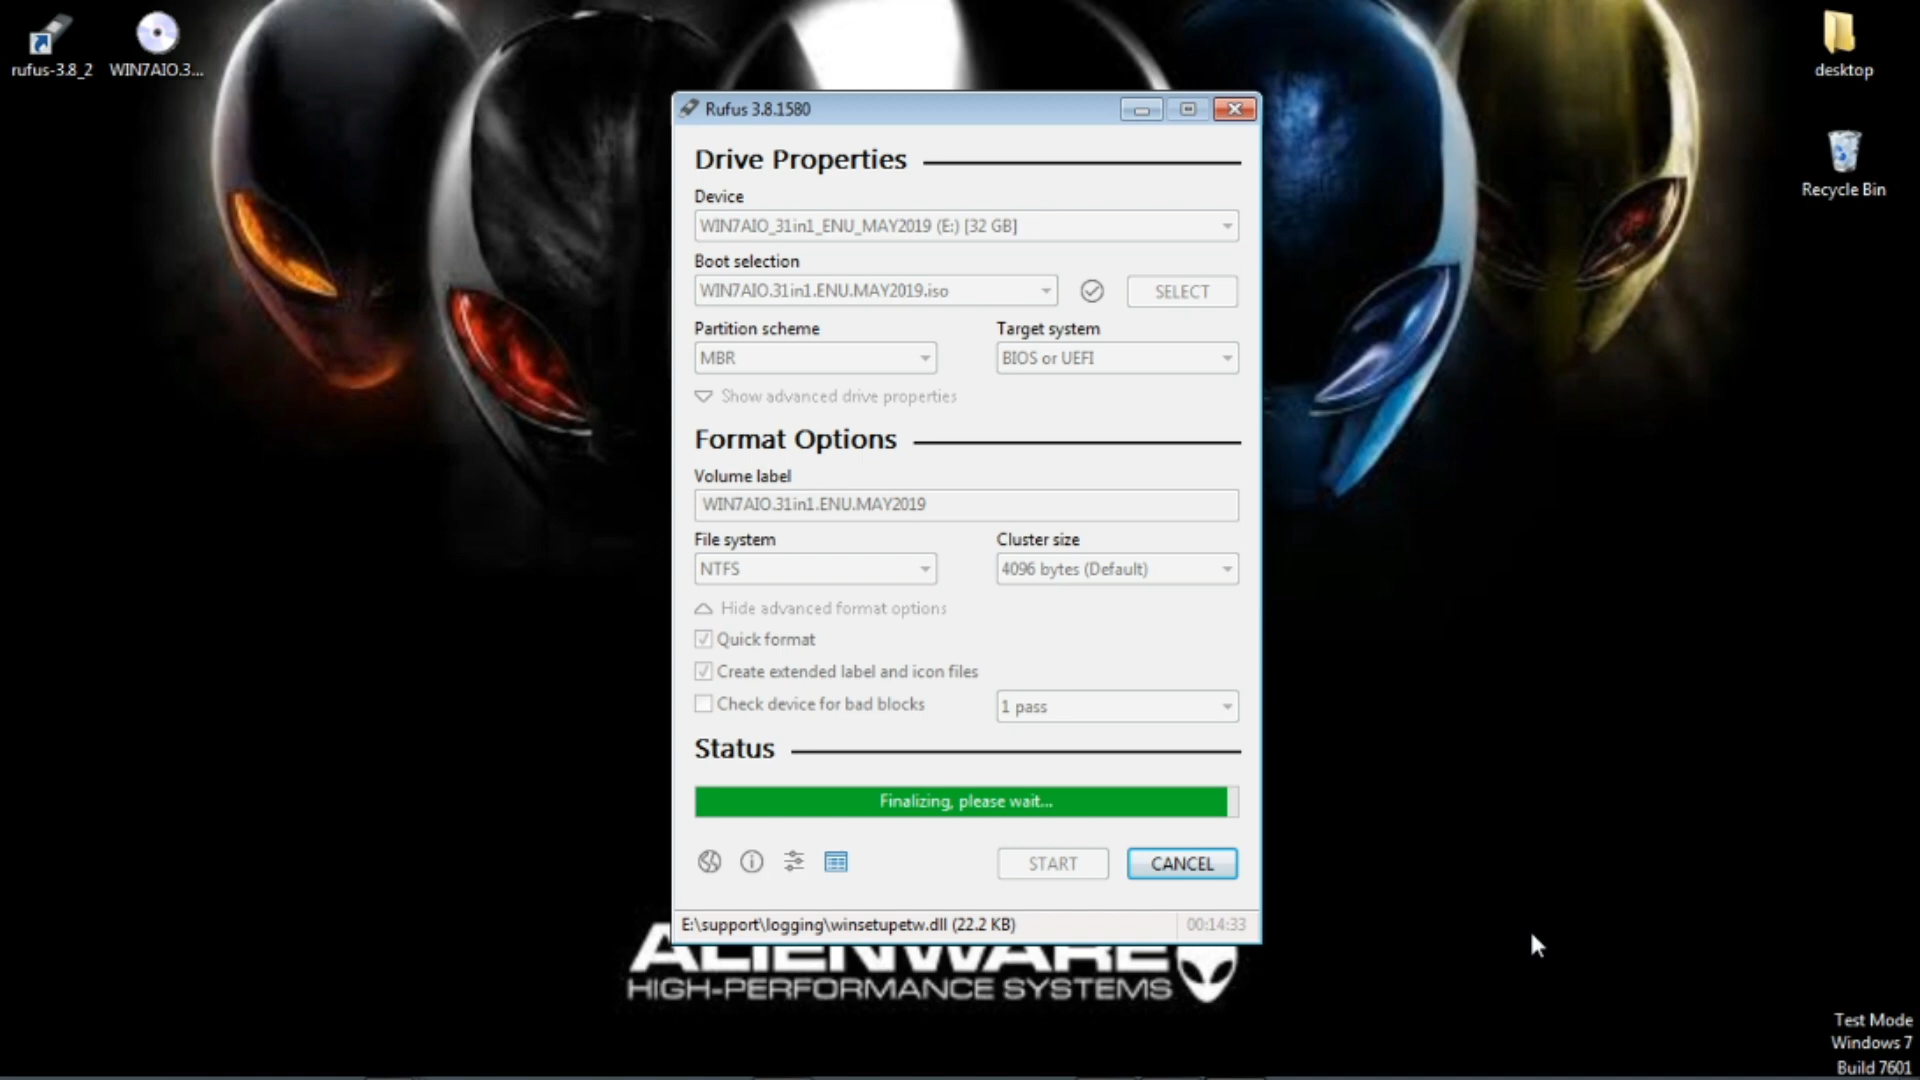 rufus-3.8_2
WIN7AIO.3...
desktop
Recycle Bin
Rufus 3.8.1580
Drive Properties
Device
WIN7AIO_31in1_ENU_MAY2019 (E:) [32 GB]
Boot selection
WIN7AIO.31in1.ENU.MAY2019.iso
SELECT
Partition scheme
Target system
MBR
BIOS or UEFI
Show advanced drive properties
Format Options
Volume label
WIN7AIO.31in1.ENU.MAY2019
File system
Cluster size
NTFS
4096 bytes (Default)
Hide advanced format options
Quick format
Create extended label and icon files
Check device for bad blocks
1 pass
Status
Finalizing, please wait...
START
CANCEL
E:\support\logging\winsetupetw.dll (22.2 KB)
00:14:33
ALIENWARE
HIGH-PERFORMANCE SYSTEMS
Test Mode
Windows 7
Build 7601